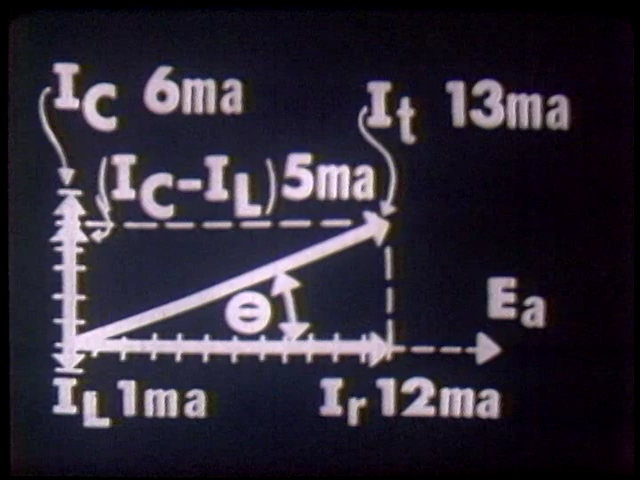 IC 6ma
It 13ma
(IC-IL) 5ma
Θ
Ea
IL 1ma
Ir 12ma